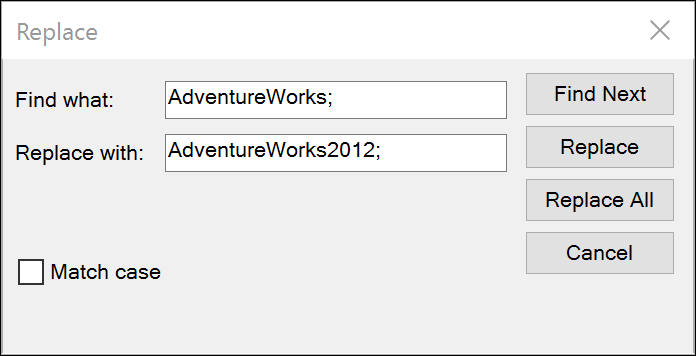 Replace
Find what: AdventureWorks; Find Next
Replace with: AdventureWorks2012; Replace
Replace All
Cancel
Match case